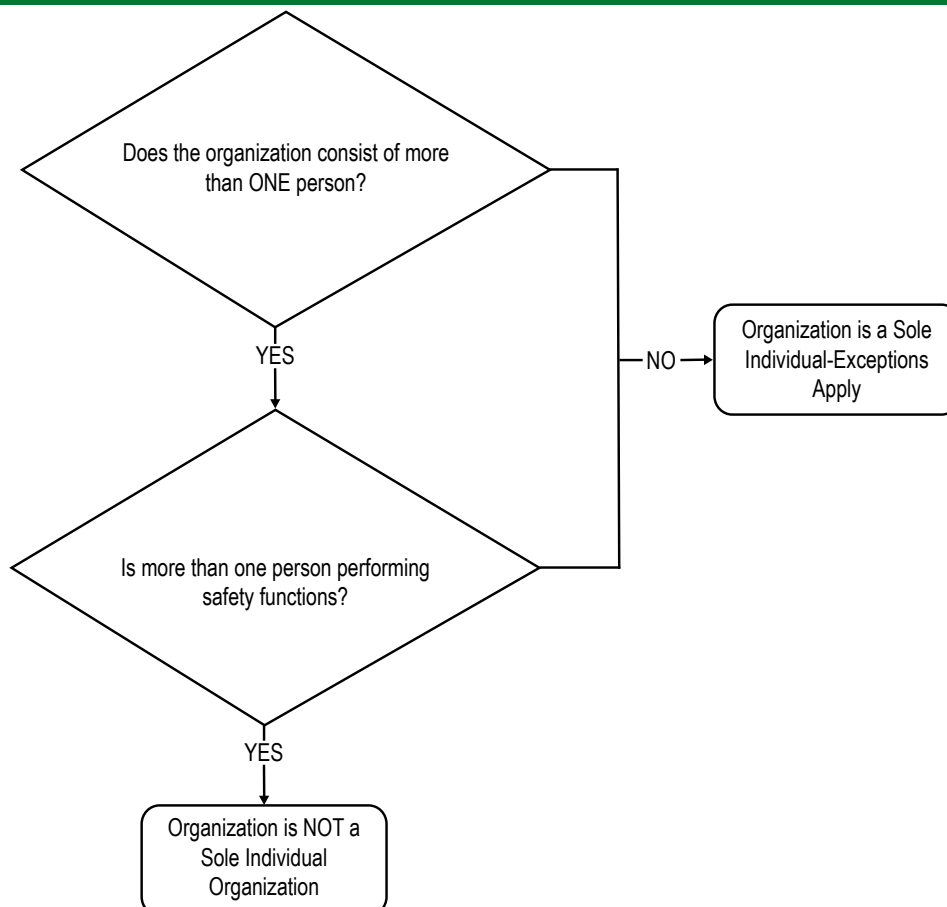 Does the organization consist of more
than ONE person?
YES
NO
Organization is a Sole
Individual-Exceptions
Apply
Is more than one person performing
safety functions?
YES
Organization is NOT a
Sole Individual
Organization